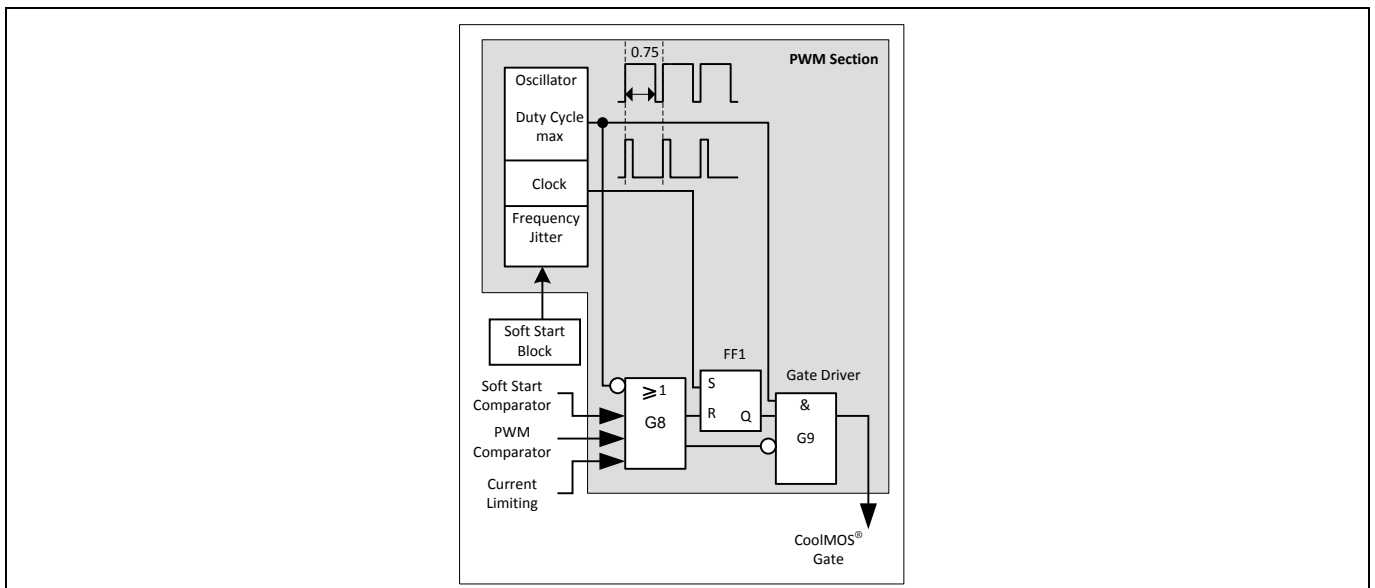 0.75
PWM Section
Oscillator
Duty Cycle
max
Clock
Frequency
Jitter
Soft Start
Block
FF1
Gate Driver
Soft Start
Comparator
PWM
Comparator
Current
Limiting
⩾1
G8
S
R
Q
&
G9
CoolMOS®
Gate